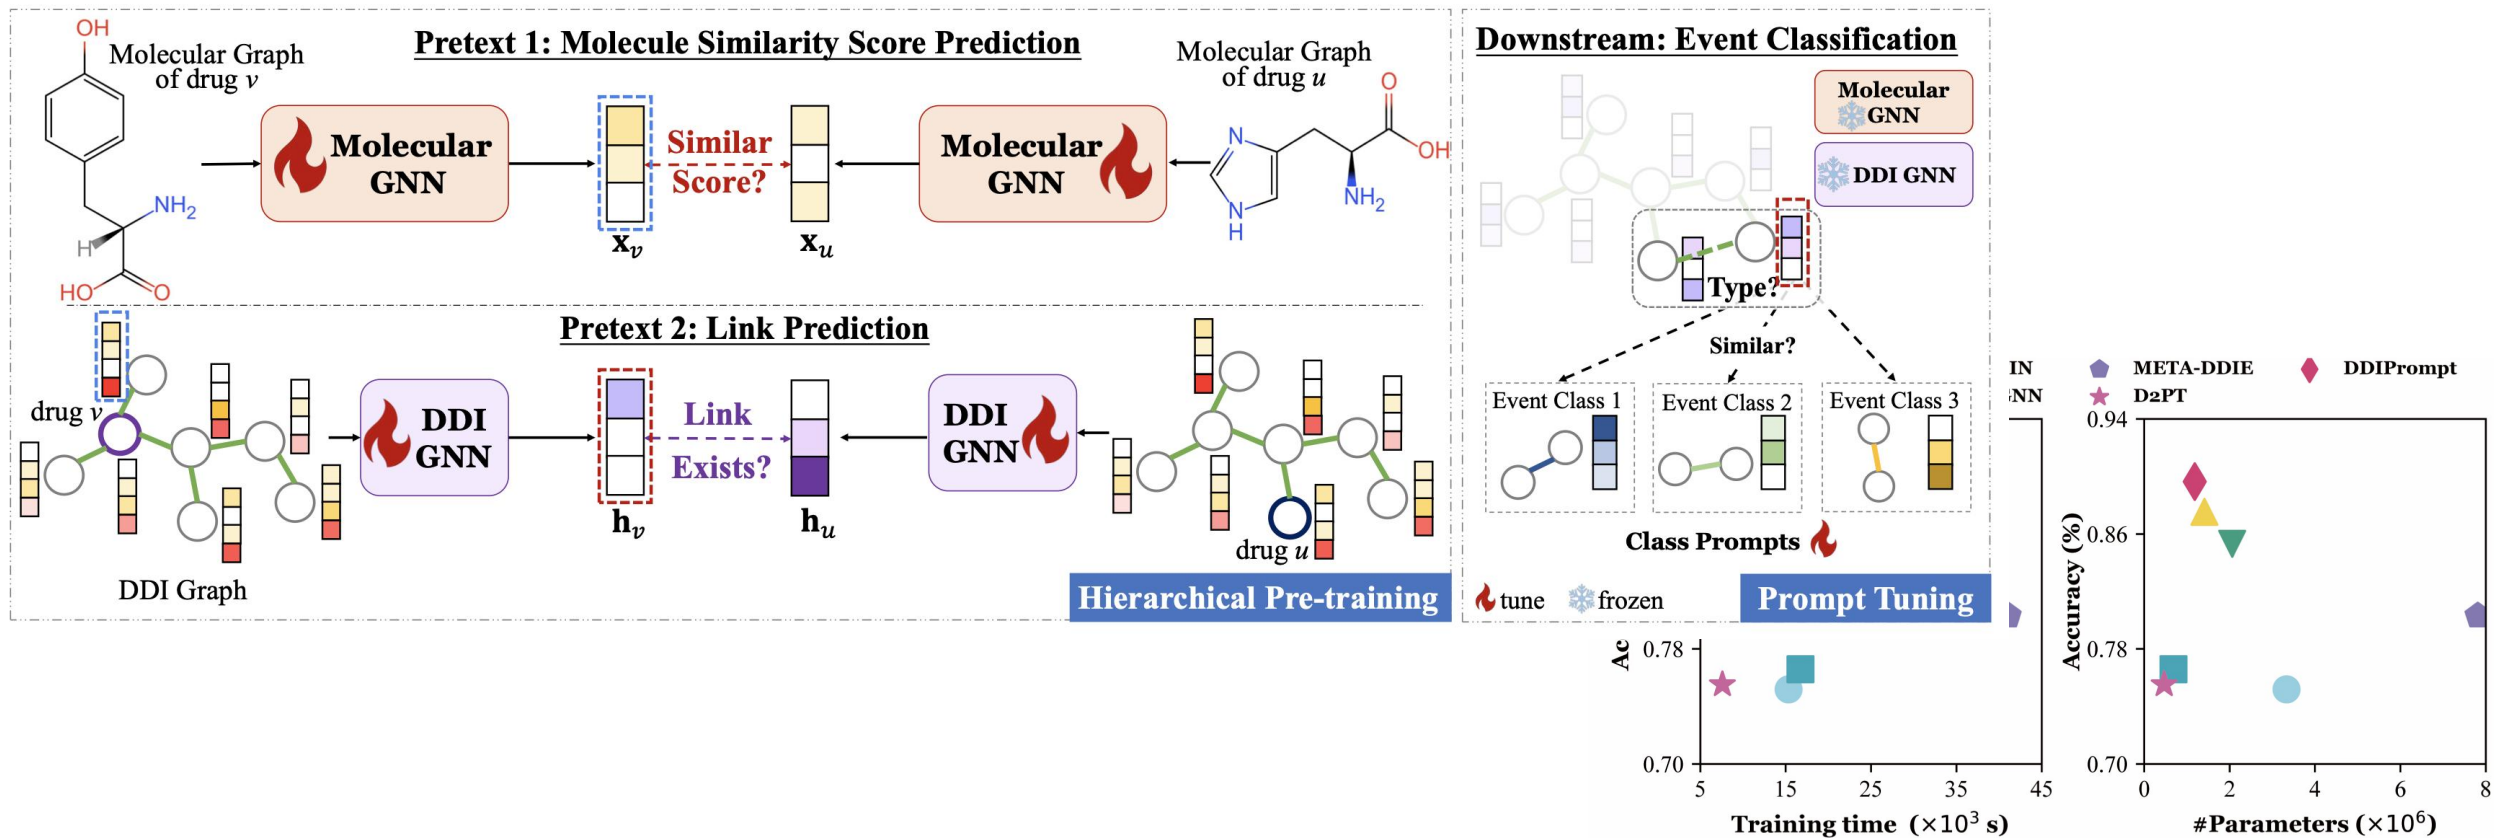 Pretext 1: Molecule Similarity Score Prediction
OH
Molecular Graph
of drug v
NH2
H
HO
O
Molecular
GNN
xv
Similar
Score?
xu
Molecular
GNN
Molecular Graph
of drug u
O
OH
N
NH2
N
H
Pretext 2: Link Prediction
drug v
DDI Graph
DDI
GNN
hv
Link
Exists?
hu
DDI
GNN
drug u
Hierarchical Pre-training
Downstream: Event Classification
Molecular
GNN
DDI GNN
Type?
Similar?
Event Class 1
Event Class 2
Event Class 3
Class Prompts
tune
frozen
Prompt Tuning
IN
META-DDIE
DDIPrompt
D2PT
Ac
0.78
0.70
5
15
25
35
45
Training time (×10³ s)
0.94
0.86
0.78
0.70
Accuracy (%)
0
2
4
6
8
#Parameters (×10⁶)